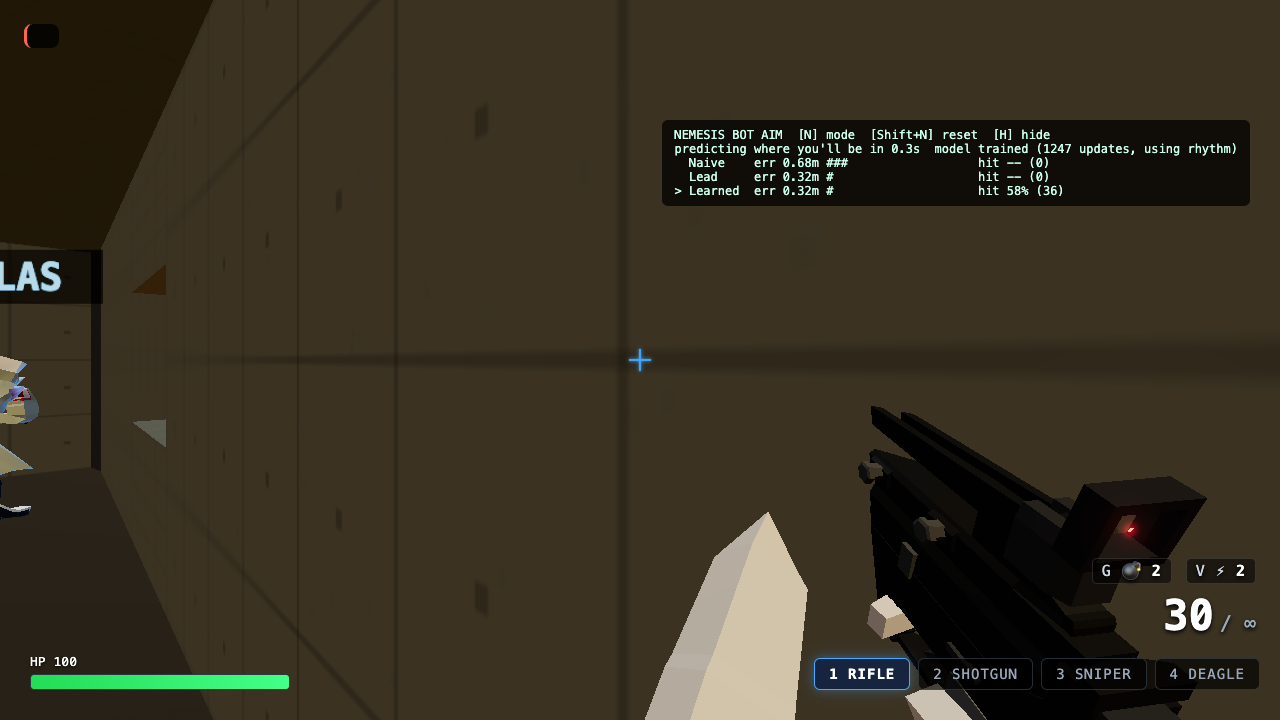 NEMESIS BOT AIM [N] mode [Shift+N] reset [H] hide
predicting where you'll be in 0.3s model trained (1247 updates, using rhythm)
Naive err 0.68m ### hit −− (0)
Lead err 0.32m # hit −− (0)
> Learned err 0.32m # hit 58% (36)
LAS
G 2 V ⚡ 2
30 / ∞
HP 100
1 RIFLE 2 SHOTGUN 3 SNIPER 4 DEAGLE